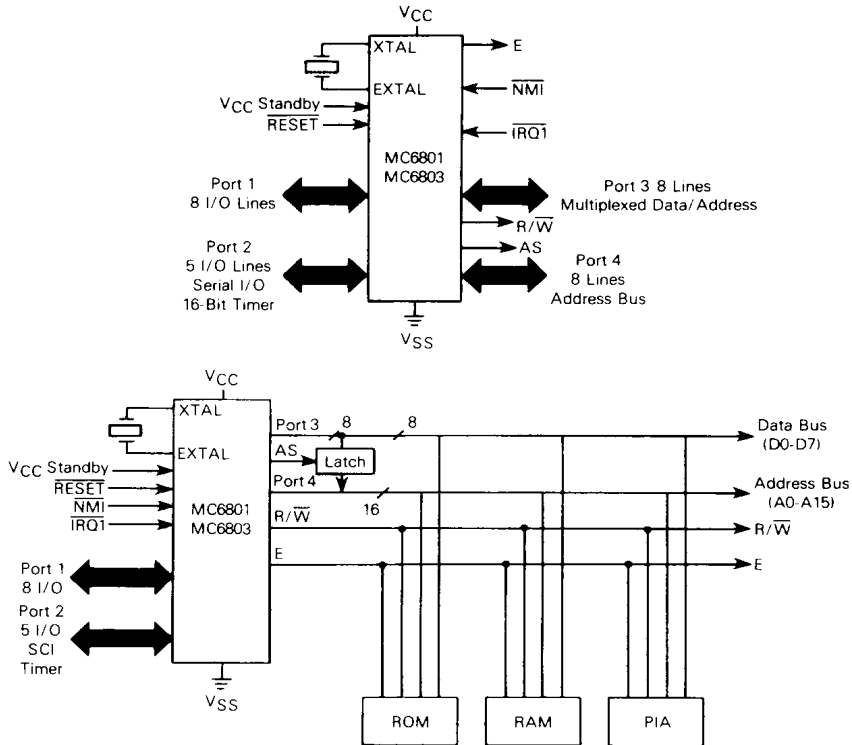 VCC
XTAL
E
EXTAL
NMI
VCC Standby
RESET
IRQ1
MC6801
MC6803
Port 1
8 I/O Lines
Port 3 8 Lines
Multiplexed Data/Address
R/W
AS
Port 2
5 I/O Lines
Serial I/O
16-Bit Timer
Port 4
8 Lines
Address Bus
VSS
VCC
XTAL
Port 3
8
8
Data Bus
(D0-D7)
EXTAL
AS
Latch
VCC Standby
RESET
NMI
IRQ1
Port 4
16
Address Bus
(A0-A15)
MC6801
MC6803
R/W
R/W
E
E
Port 1
8 I/O
Port 2
5 I/O
SCI
Timer
VSS
ROM
RAM
PIA